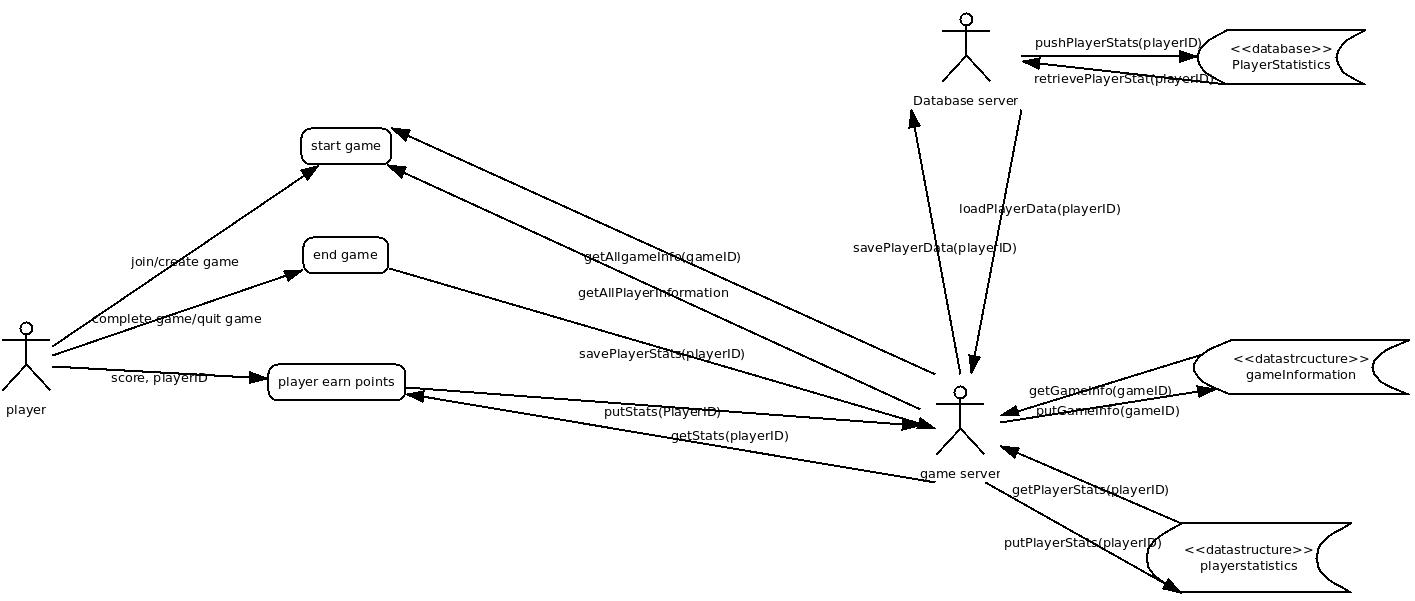 pushPlayerStats(playerID)
<<database>>
PlayerStatistics
retrievePlayerStat(playerID)
Database server
start game
loadPlayerData(playerID)
savePlayerData(playerID)
end game
getAllgameInfo(gameID)
join/create game
getAllPlayerInformation
complete game/quit game
savePlayerStats(playerID)
<<datastrcucture>>
gameInformation
score, playerID
player earn points
getGameInfo(gameID)
putGameInfo(gameID)
player
putStats(PlayerID)
getStats(playerID)
game server
getPlayerStats(playerID)
putPlayerStats(playerID)
<<datastructure>>
playerstatistics